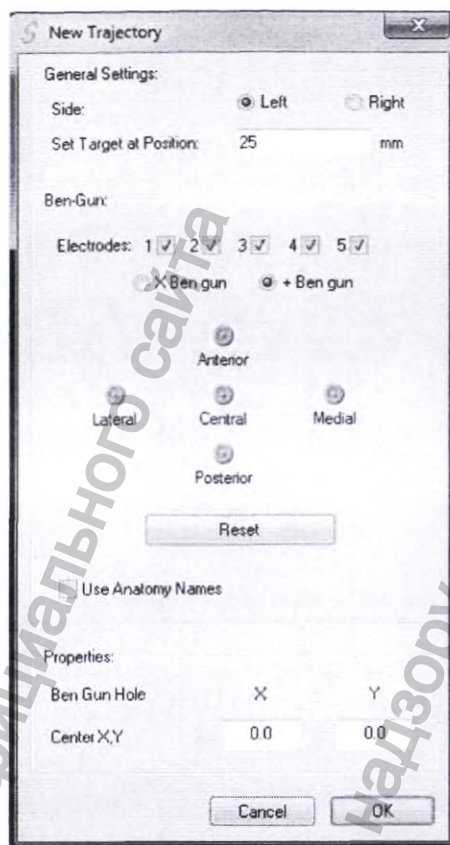 New Trajectory
General Settings:
Side: Left Right
Set Target at Position: 25 mm
Ben-Gun:
Electrodes: 1 2 3 4 5
X Ben gun + Ben gun
Anterior
Lateral Central Medial
Posterior
Reset
Use Anatomy Names
Properties:
Ben Gun Hole X Y
Center X,Y 0.0 0.0
Cancel OK
сайта
надзору